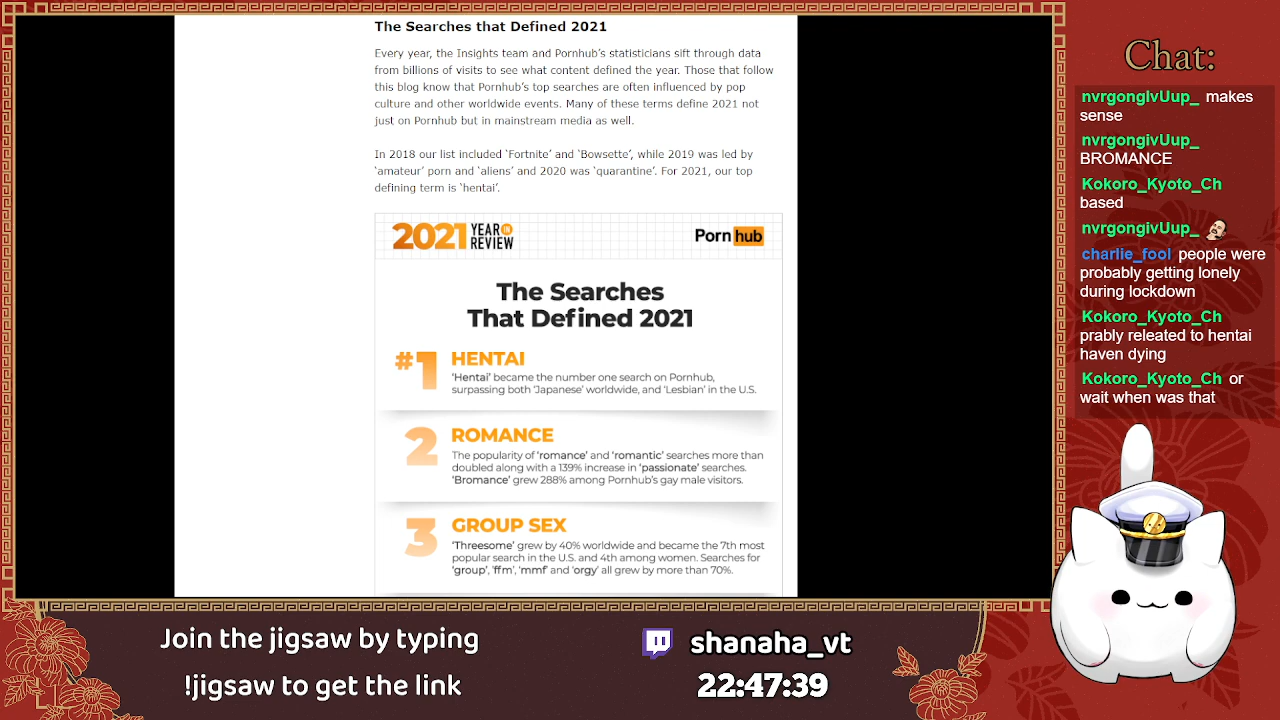 The Searches that Defined 2021
Every year, the Insights team and Pornhub's statisticians sift through data
from billions of visits to see what content defined the year. Those that follow
this blog know that Pornhub's top searches are often influenced by pop
culture and other worldwide events. Many of these terms define 2021 not
just on Pornhub but in mainstream media as well.
In 2018 our list included 'Fortnite' and 'Bowsette', while 2019 was led by
'amateur' porn and 'aliens' and 2020 was 'quarantine'. For 2021, our top
defining term is 'hentai'.
2021 YEAR IN REVIEW
Porn hub
The Searches
That Defined 2021
#1 HENTAI
'Hentai' became the number one search on Pornhub,
surpassing both 'Japanese' worldwide, and 'Lesbian' in the U.S.
2 ROMANCE
The popularity of 'romance' and 'romantic' searches more than
doubled along with a 139% increase in 'passionate' searches.
'Bromance' grew 288% among Pornhub's gay male visitors.
3 GROUP SEX
'Threesome' grew by 40% worldwide and became the 7th most
popular search in the U.S. and 4th among women. Searches for
'group', 'ffm', 'mmf' and 'orgy' all grew by more than 70%.
Chat:
nvrgongivUup_ makes
sense
nvrgongivUup_
BROMANCE
Kokoro_Kyoto_Ch
based
nvrgongivUup_
charlie_fool people were
probably getting lonely
during lockdown
Kokoro_Kyoto_Ch
prably releated to hentai
haven dying
Kokoro_Kyoto_Ch or
wait when was that
Join the jigsaw by typing
!jigsaw to get the link
shanaha_vt
22:47:39